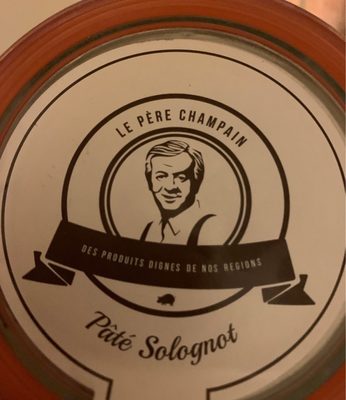 LE PÈRE CHAMPAIN
DES PRODUITS DIGNES DE NOS REGIONS
Pâté Solognot